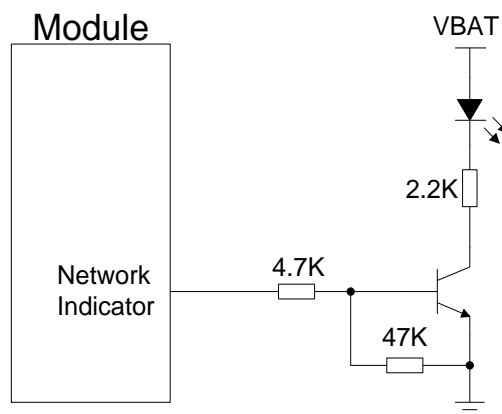 Module
VBAT
2.2K
Network
Indicator
4.7K
47K